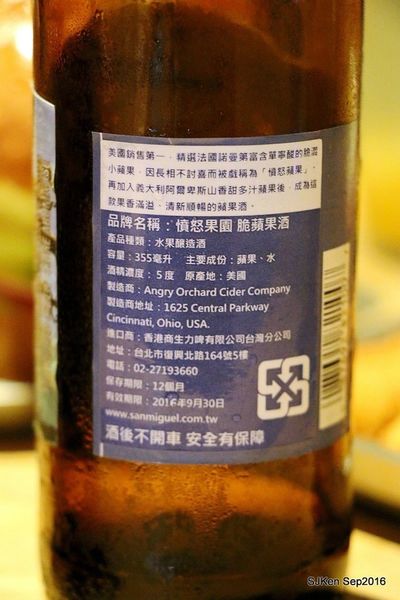 美國銷售第一，精選法國諾曼第富含單寧酸的脆澀
小蘋果，因長相不討喜而被戲稱為「憤怒蘋果」。
再加入義大利阿爾卑斯山香甜多汁蘋果後，成為這
款果香滿溢，清新順暢的蘋果酒。
品牌名稱：憤怒果園 脆蘋果酒
產品種類：水果釀造酒
容量：355毫升 主要成份：蘋果、水
酒精濃度：5度 原產地：美國
製造商：Angry Orchard Cider Company
製造商地址：1625 Central Parkway
Cincinnati, Ohio, USA.
進口商：香港商生力啤有限公司台灣分公司
地址：台北市復興北路164號5樓
電話：02-27193660
保存期限：12個月
有效期限：2016年9月30日
www.sanmiguel.com.tw
酒後不開車 安全有保障
SJKen Sep2016